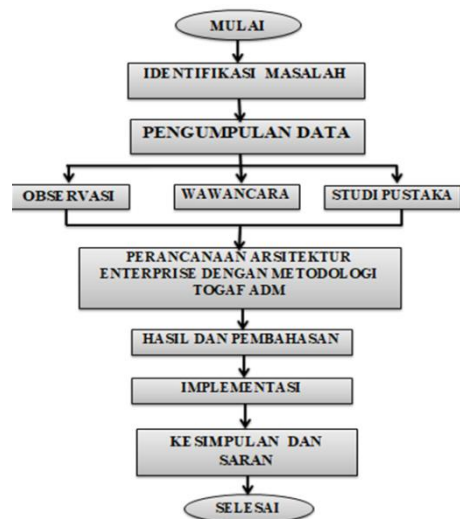 MULAI
IDENTIFIKASI MASALAH
PENGUMPULAN DATA
OBSERVASI
WAWANCARA
STUDI PUSTAKA
PERANCANAAN ARSITEKTUR
ENTERPRISE DENGAN METODOLOGI
TOGAF ADM
HASIL DAN PEMBAHASAN
IMPLEMENTASI
KESIMPULAN DAN
SARAN
SELESAI